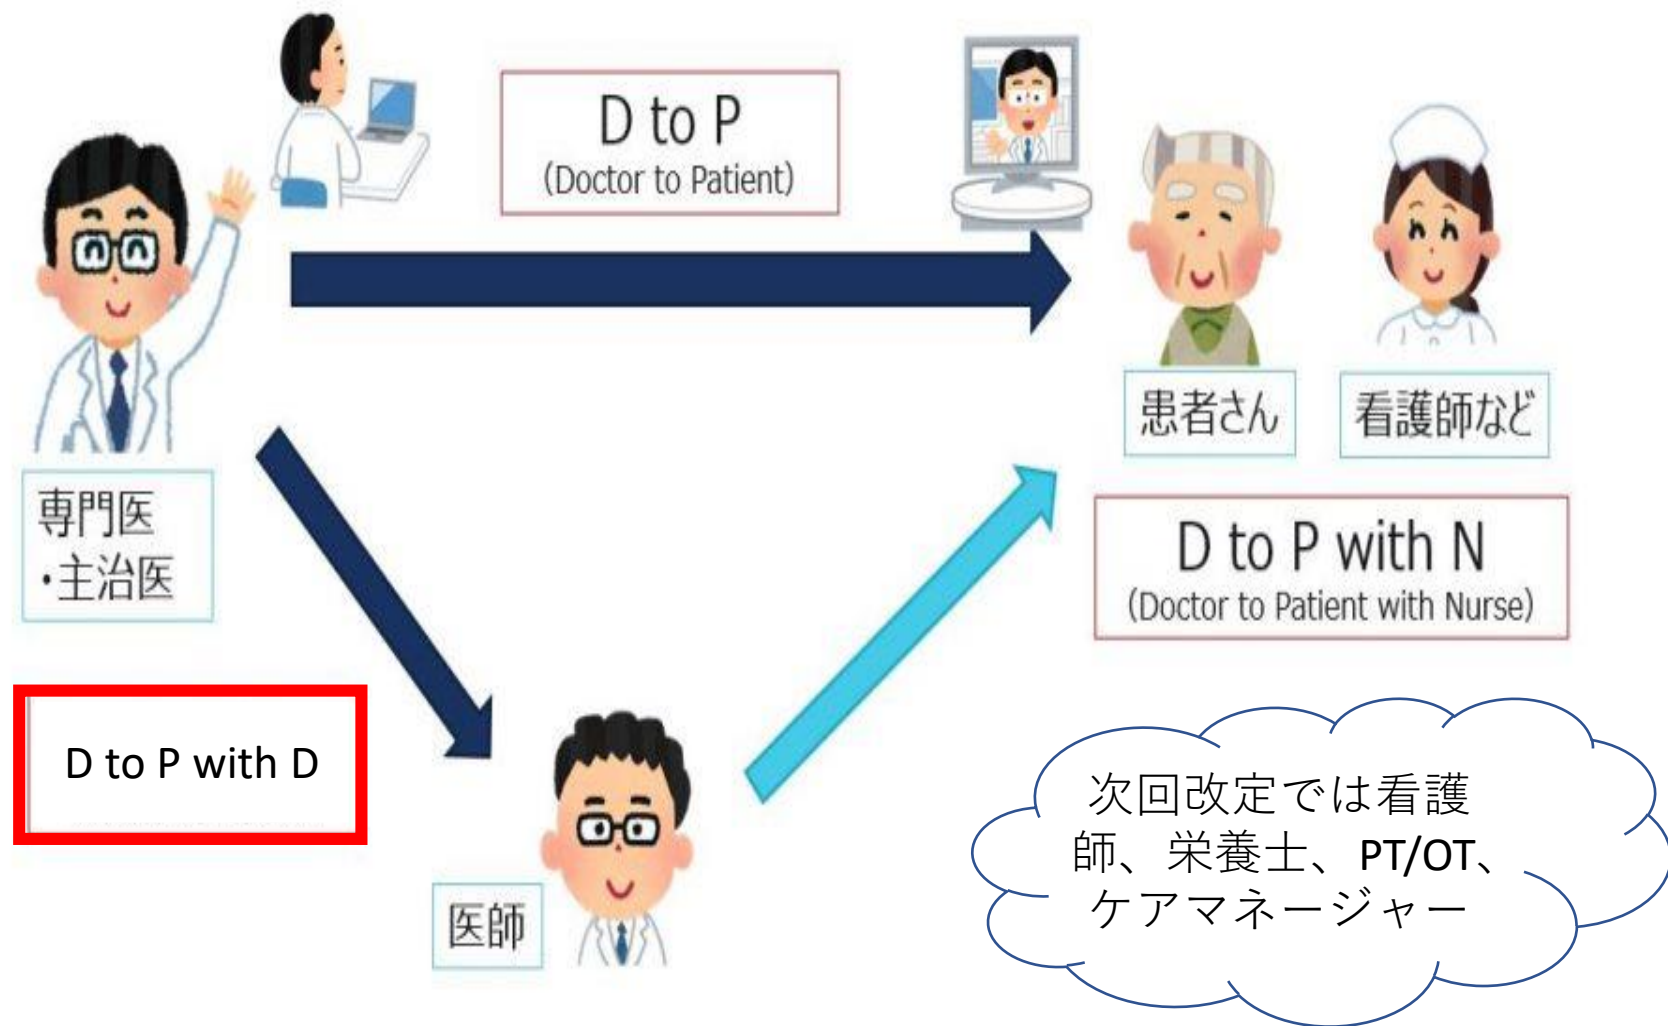 D to P
(Doctor to Patient)
患者さん
看護師など
専門医
・主治医
D to P with N
(Doctor to Patient with Nurse)
D to P with D
医師
次回改定では看護
師、栄養士、PT/OT、
ケアマネージャー